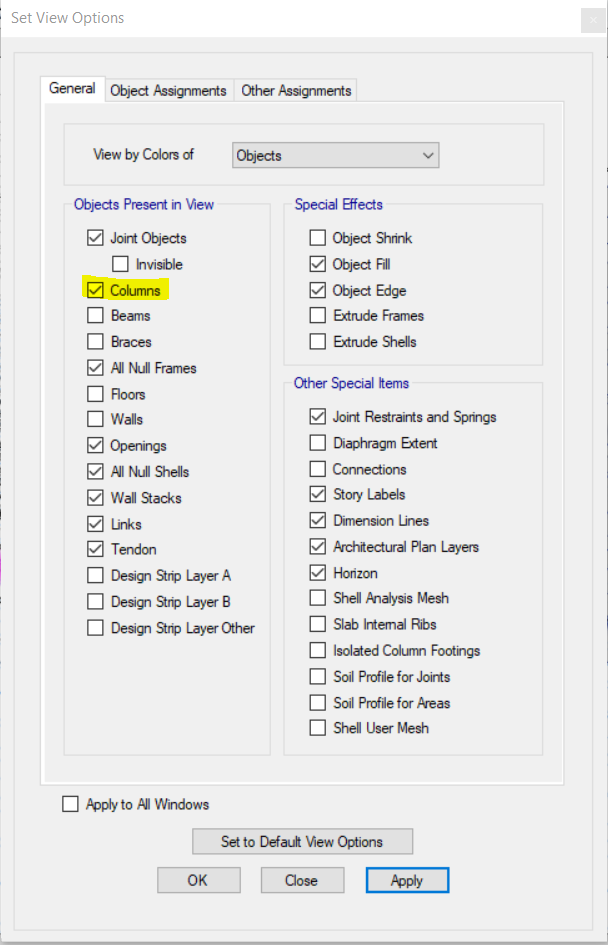 Set View Options
General
Object Assignments
Other Assignments
View by Colors of
Objects
Objects Present in View
Joint Objects
Invisible
Columns
Beams
Braces
All Null Frames
Floors
Walls
Openings
All Null Shells
Wall Stacks
Links
Tendon
Design Strip Layer A
Design Strip Layer B
Design Strip Layer Other
Special Effects
Object Shrink
Object Fill
Object Edge
Extrude Frames
Extrude Shells
Other Special Items
Joint Restraints and Springs
Diaphragm Extent
Connections
Story Labels
Dimension Lines
Architectural Plan Layers
Horizon
Shell Analysis Mesh
Slab Internal Ribs
Isolated Column Footings
Soil Profile for Joints
Soil Profile for Areas
Shell User Mesh
Apply to All Windows
Set to Default View Options
OK
Close
Apply